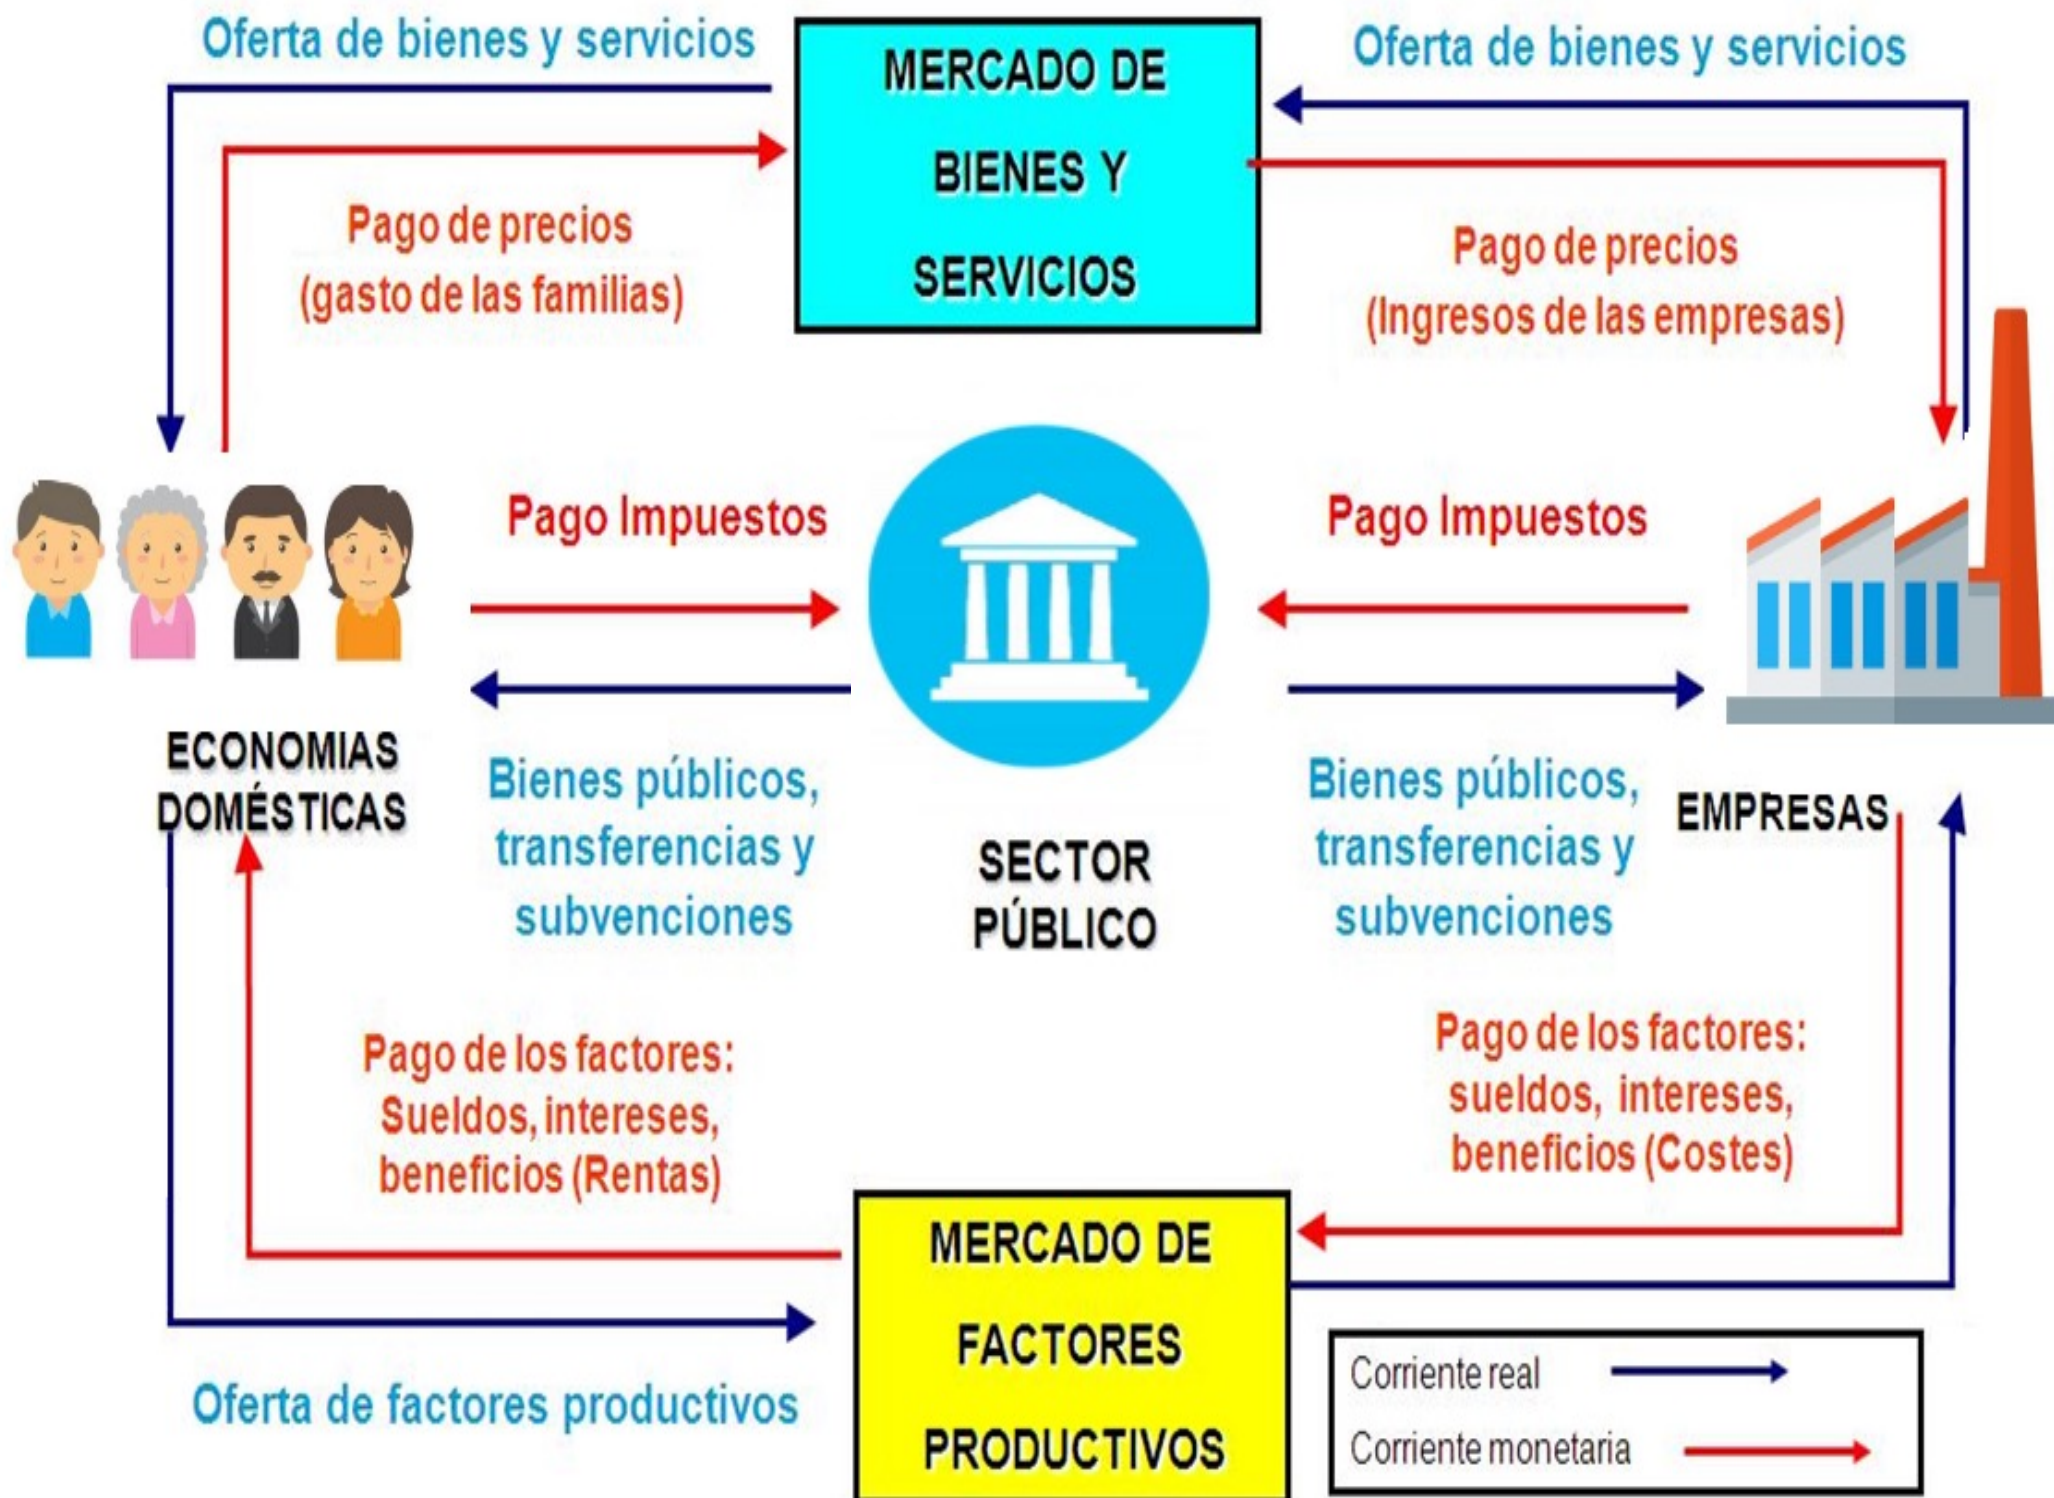 Oferta de bienes y servicios
MERCADO DE
BIENES Y
SERVICIOS
Oferta de bienes y servicios
Pago de precios
(gasto de las familias)
Pago de precios
(Ingresos de las empresas)
Pago Impuestos
Pago Impuestos
ECONOMIAS
DOMÉSTICAS
Bienes públicos,
transferencias y
subvenciones
SECTOR
PÚBLICO
Bienes públicos,
transferencias y
subvenciones
EMPRESAS
Pago de los factores:
Sueldos, intereses,
beneficios (Rentas)
Pago de los factores:
sueldos, intereses,
beneficios (Costes)
MERCADO DE
FACTORES
PRODUCTIVOS
Oferta de factores productivos
Corriente real
Corriente monetaria